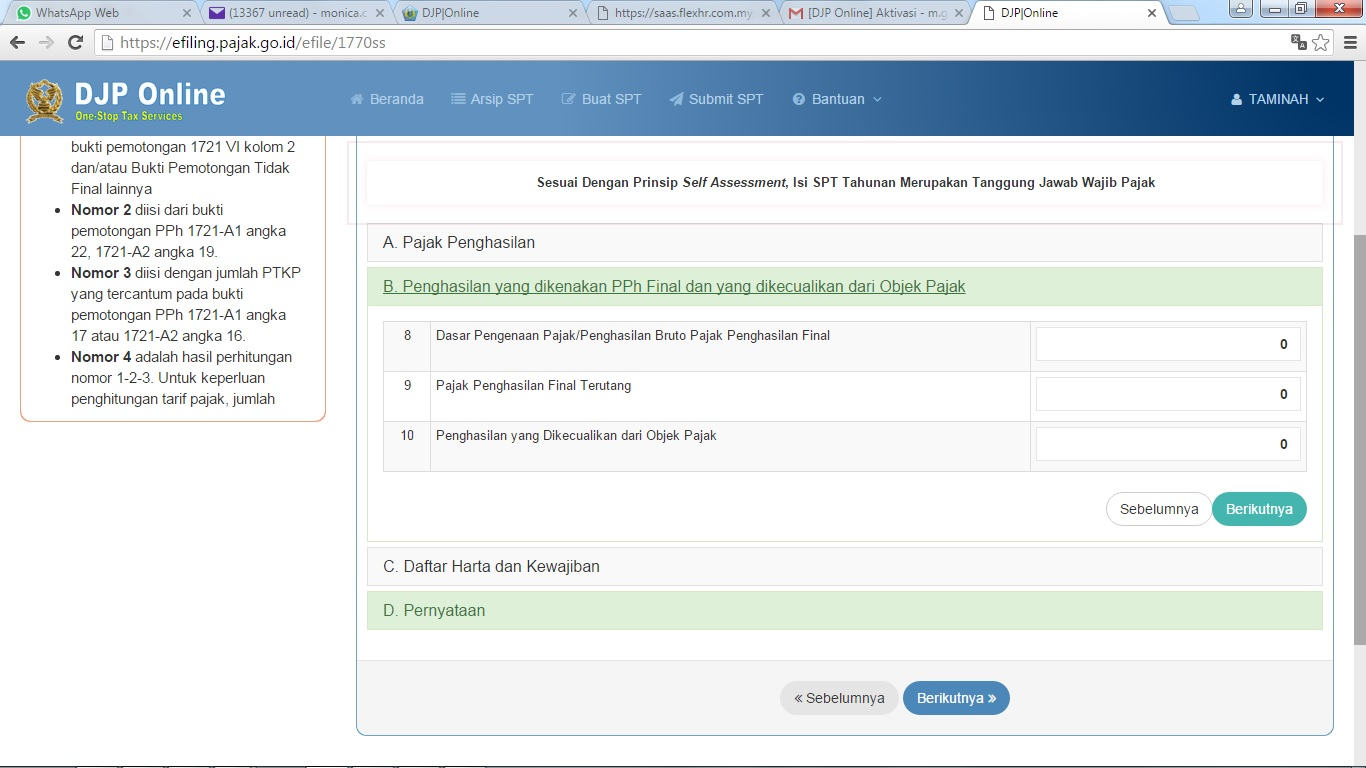 WhatsApp Web
(13367 unread) - monica.c
DJP|Online
https://saas.flexhr.com.my
[DJP Online] Aktivasi - m.g
DJP|Online
https://efiling.pajak.go.id/efile/1770ss
DJP Online
One-Stop Tax Services
Beranda
Arsip SPT
Buat SPT
Submit SPT
Bantuan
TAMINAH
bukti pemotongan 1721 VI kolom 2
dan/atau Bukti Pemotongan Tidak
Final lainnya
• Nomor 2 diisi dari bukti
pemotongan PPh 1721-A1 angka
22, 1721-A2 angka 19.
• Nomor 3 diisi dengan jumlah PTKP
yang tercantum pada bukti
pemotongan PPh 1721-A1 angka
17 atau 1721-A2 angka 16.
• Nomor 4 adalah hasil perhitungan
nomor 1-2-3. Untuk keperluan
penghitungan tarif pajak, jumlah
Sesuai Dengan Prinsip Self Assessment, Isi SPT Tahunan Merupakan Tanggung Jawab Wajib Pajak
A. Pajak Penghasilan
B. Penghasilan yang dikenakan PPh Final dan yang dikecualikan dari Objek Pajak
8 Dasar Pengenaan Pajak/Penghasilan Bruto Pajak Penghasilan Final 0
9 Pajak Penghasilan Final Terutang 0
10 Penghasilan yang Dikecualikan dari Objek Pajak 0
Sebelumnya
Berikutnya
C. Daftar Harta dan Kewajiban
D. Pernyataan
« Sebelumnya
Berikutnya »